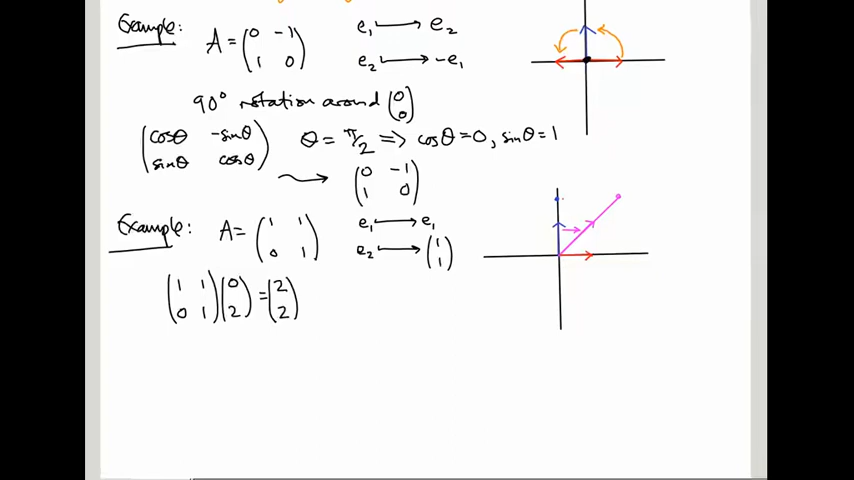 Example: A = (0 -1 1 0) e₁ ⟼ e₂
e₂ ⟼ -e₁
90° rotation around (0 0)
(cosθ -sinθ sinθ cosθ) θ = π/2 ⟹ cosθ = 0, sinθ = 1
⟿ (0 -1 1 0)
Example: A = (1 1 0 1) e₁ ⟼ e₁
e₂ ⟼ (1 1)
(1 1 0 1)(0 2) = (2 2)